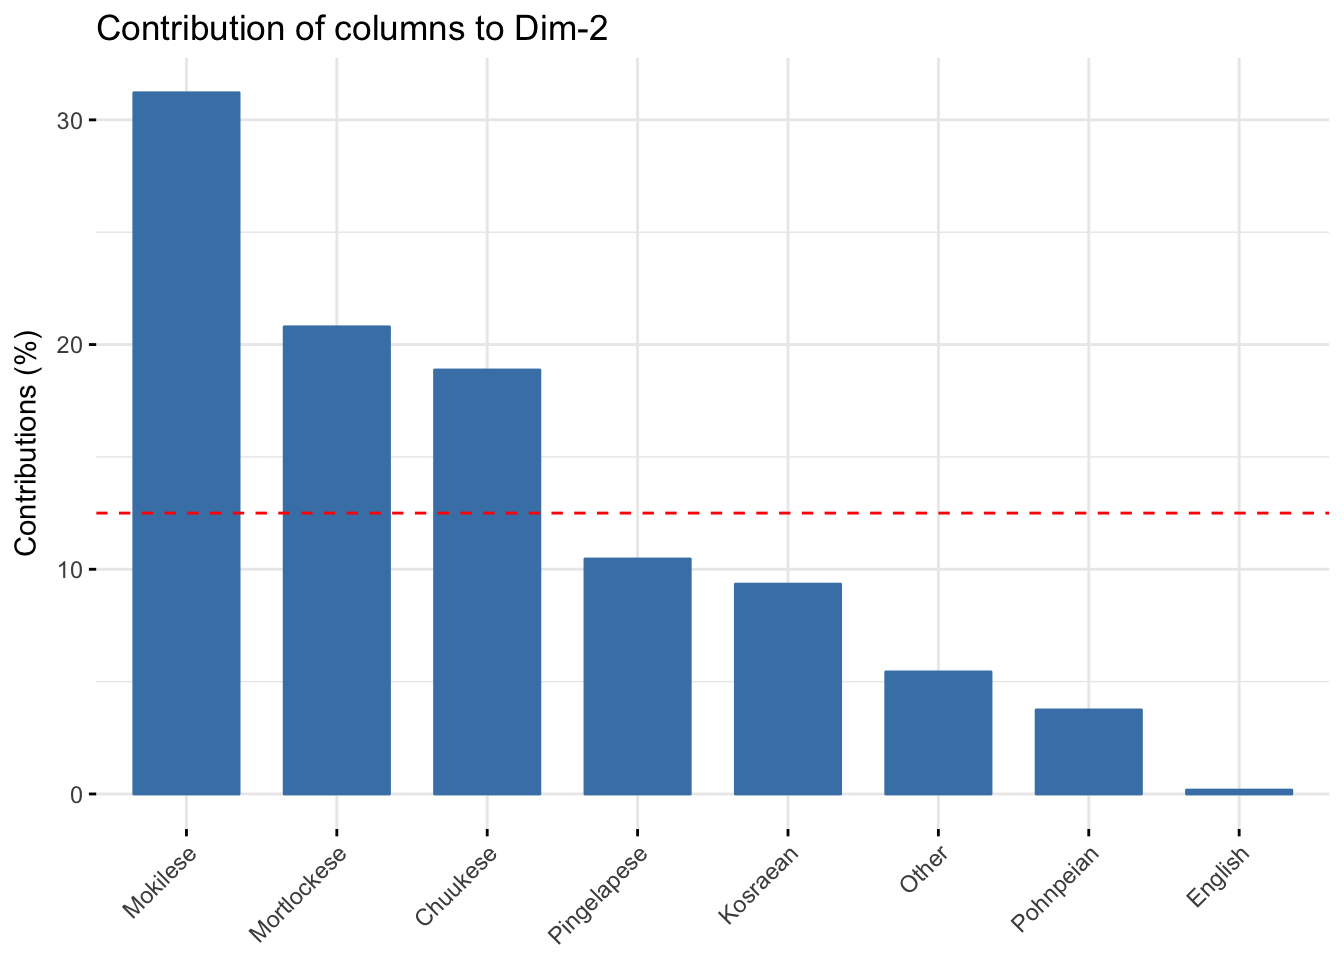 Contribution of columns to Dim-2
Contributions (%)
30
20
10
0
Mokilese
Mortlockese
Chuukese
Pingelapese
Kosraean
Other
Pohnpeian
English